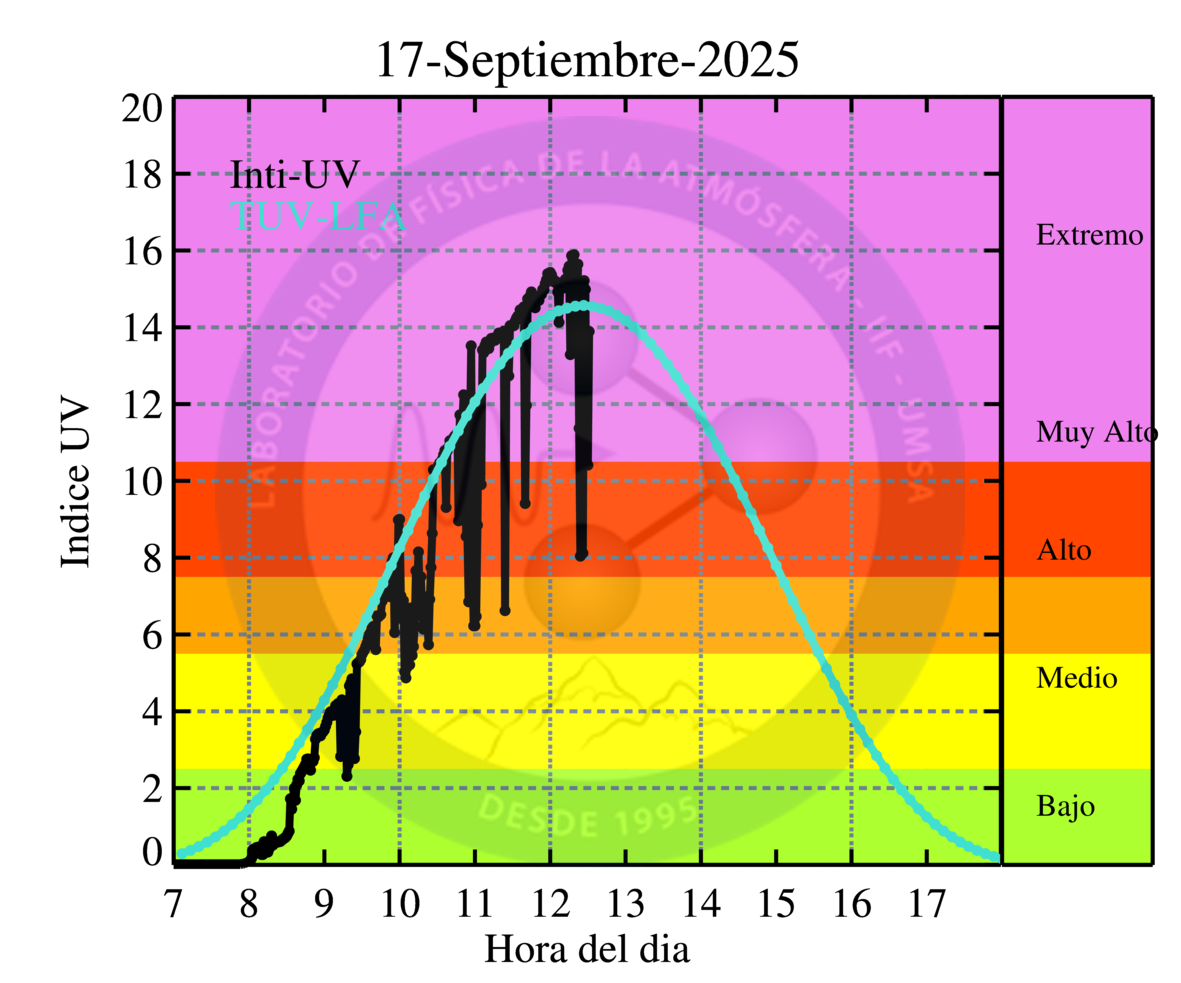 17-Septiembre-2025
20
18
16
14
12
10
8
6
4
2
0
Indice UV
Inti-UV
TUV-LFA
LABORATORIO DE FÍSICA DE LA ATMÓSFERA - IIF - UMSA
DESDE 1995
Extremo
Muy Alto
Alto
Medio
Bajo
7 8 9 10 11 12 13 14 15 16 17
Hora del dia